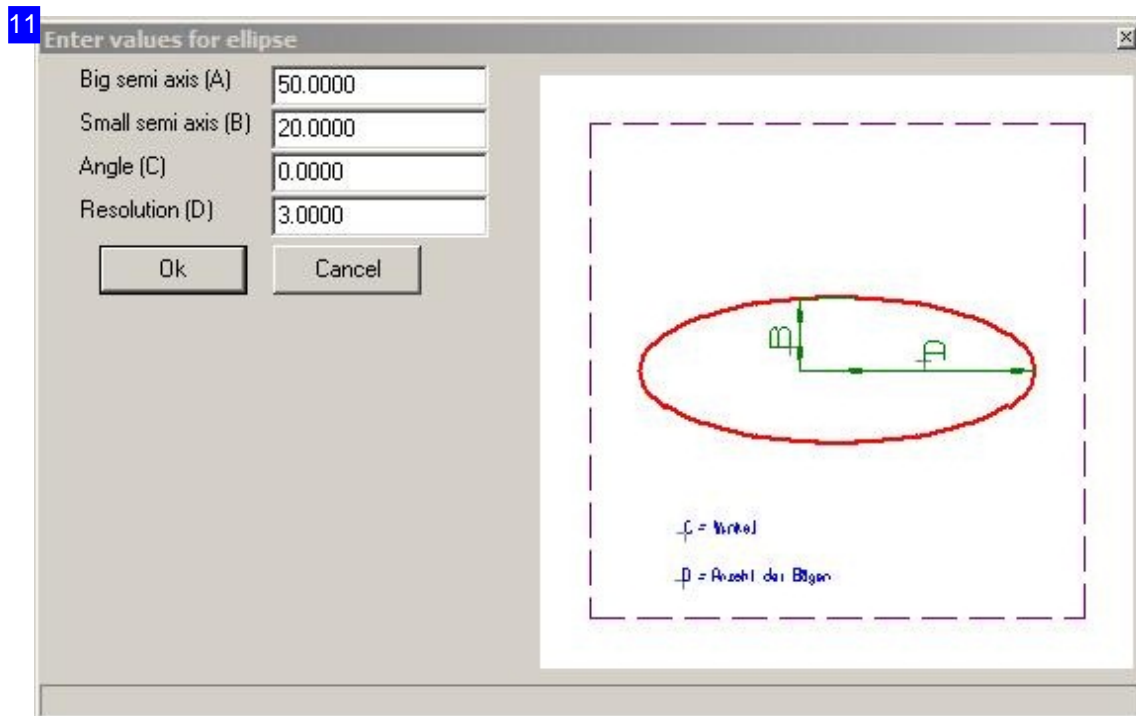 11
Enter values for ellipse
Big semi axis (A) 50.0000
Small semi axis (B) 20.0000
Angle (C) 0.0000
Resolution (D) 3.0000
Ok Cancel
B
C = Winkel
D = Anzahl der Bögen